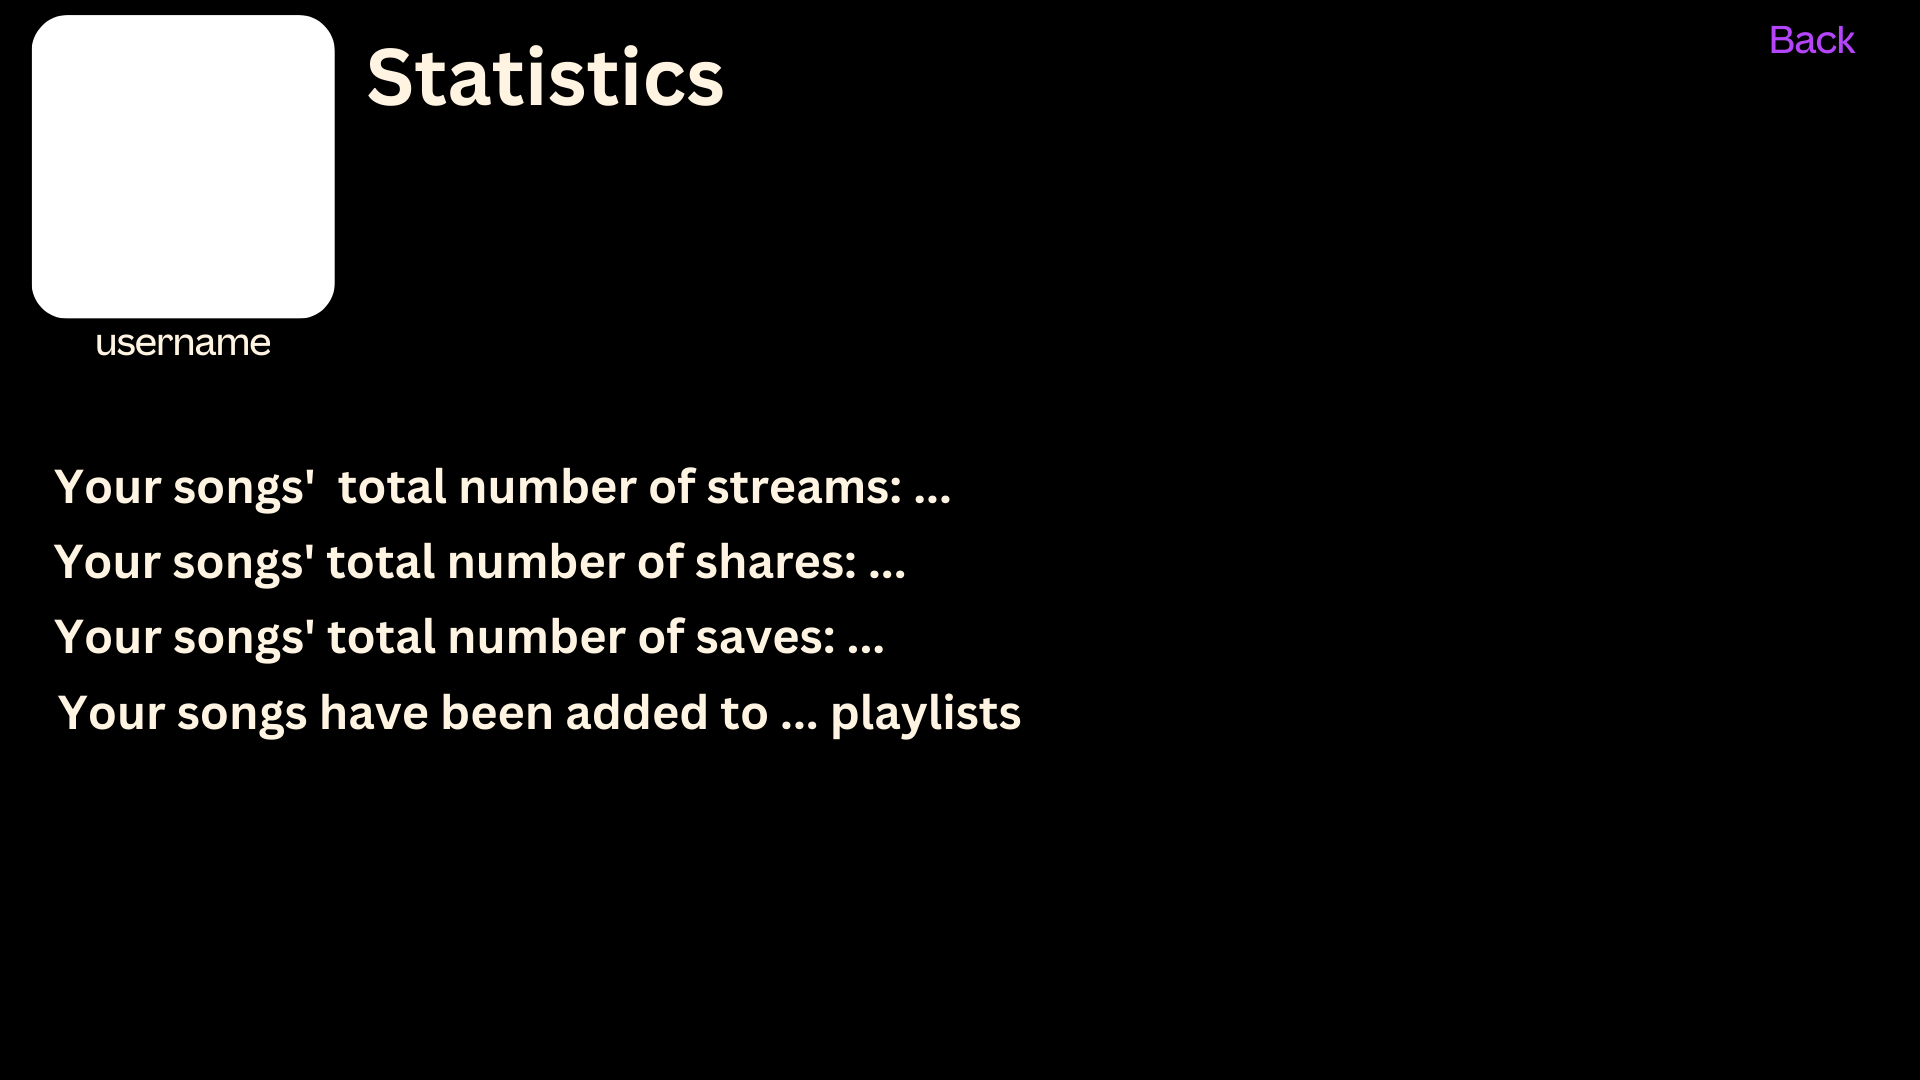 Statistics
Back
username
Your songs'  total number of streams: ...
Your songs' total number of shares: ...
Your songs' total number of saves: ...
Your songs have been added to ... playlists